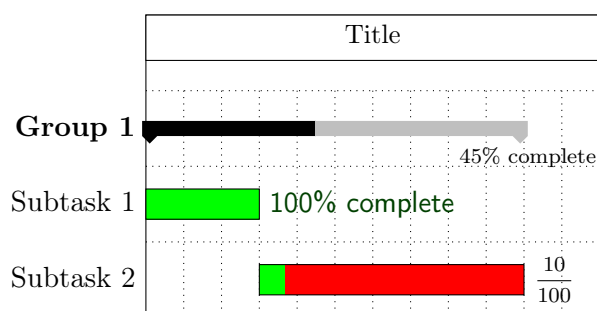 Title
Group 1
45% complete
Subtask 1 100% complete
Subtask 2 10/100